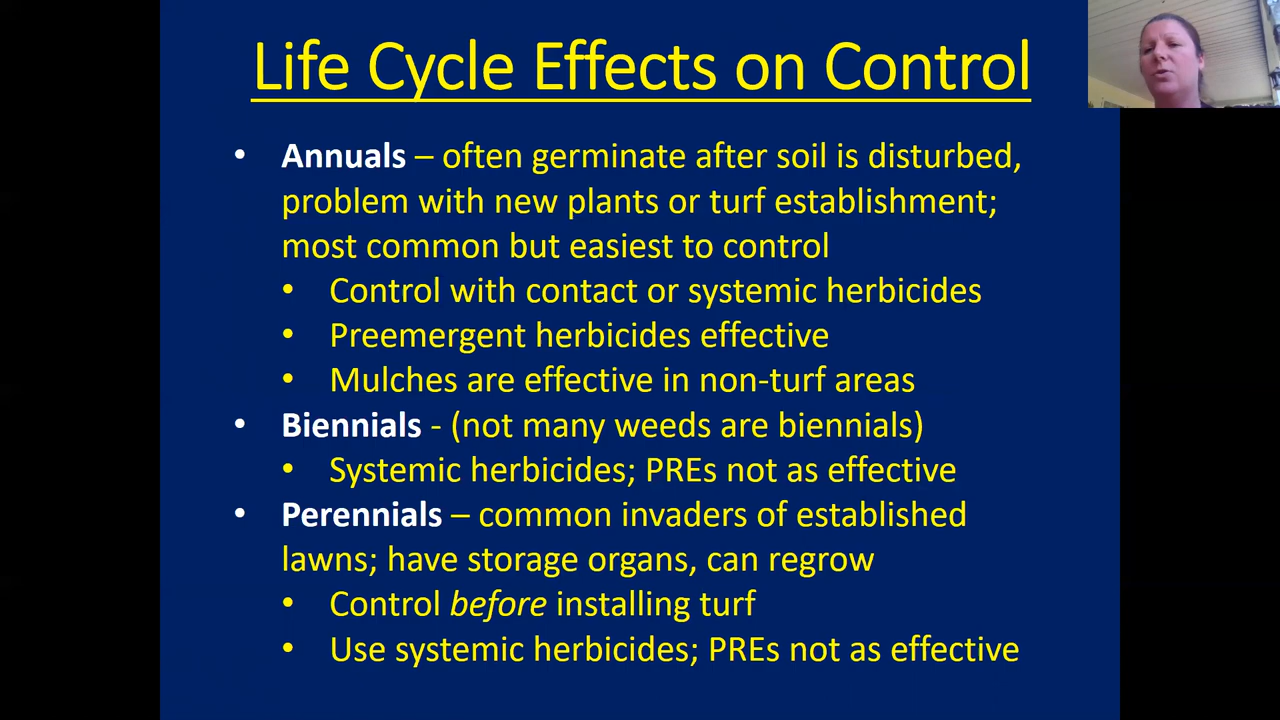 Life Cycle Effects on Control
• Annuals – often germinate after soil is disturbed,
problem with new plants or turf establishment;
most common but easiest to control
• Control with contact or systemic herbicides
• Preemergent herbicides effective
• Mulches are effective in non-turf areas
• Biennials - (not many weeds are biennials)
• Systemic herbicides; PREs not as effective
• Perennials – common invaders of established
lawns; have storage organs, can regrow
• Control before installing turf
• Use systemic herbicides; PREs not as effective